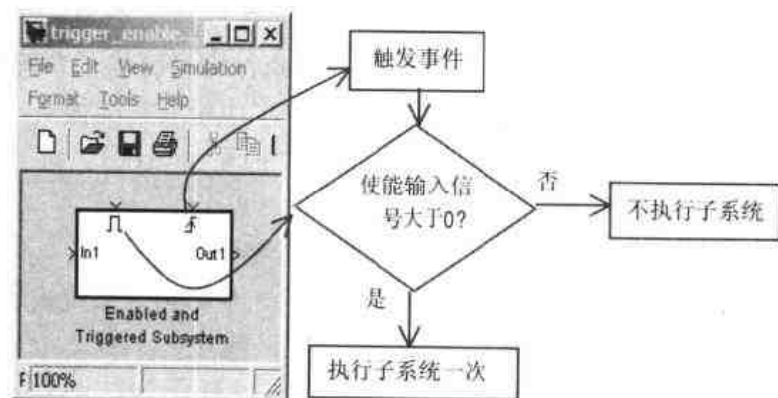 trigger_enable
File Edit View Simulation
Format Tools Help
In1
Out1
Enabled and
Triggered Subsystem
100%
触发事件
使能输入信
号大于0?
否
不执行子系统
是
执行子系统一次